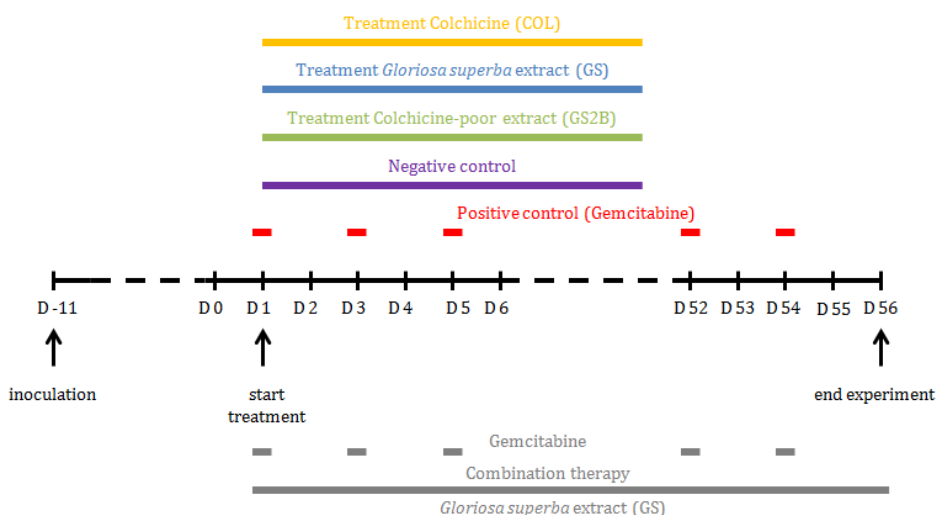 Treatment Colchicine (COL)
Treatment Gloriosa superba extract (GS)
Treatment Colchicine-poor extract (GS2B)
Negative control
Positive control (Gemcitabine)
D -11 D 0 D 1 D 2 D 3 D 4 D 5 D 6 D 52 D 53 D 54 D 55 D 56
inoculation start end experiment
treatment
Gemcitabine
Combination therapy
Gloriosa superba extract (GS)